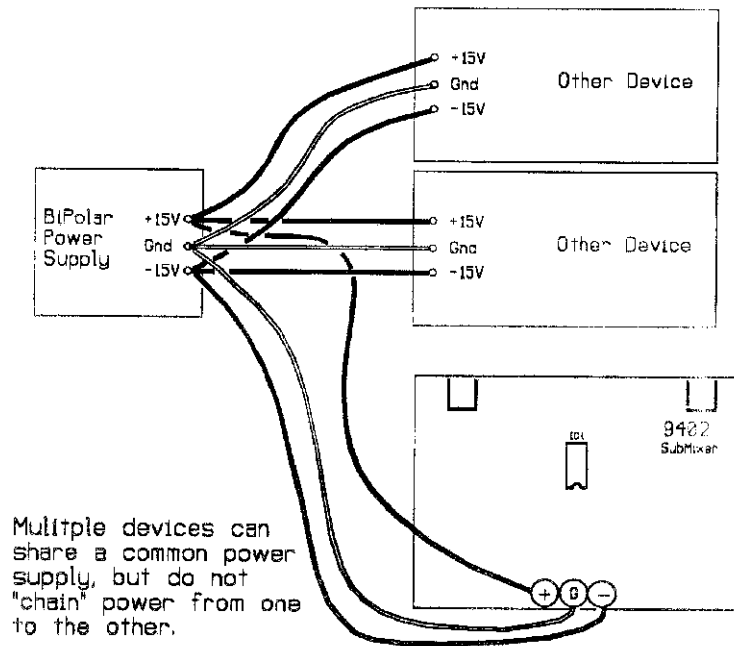 +15V
Gnd
-15V
Other Device
BiPolar
Power
Supply
+15V
Gnd
-15V
+15V
Gnd
-15V
Other Device
IC1
9402
SubMixer
Mulitple devices can
share a common power
supply, but do not
"chain" power from one
to the other.
+
G
-